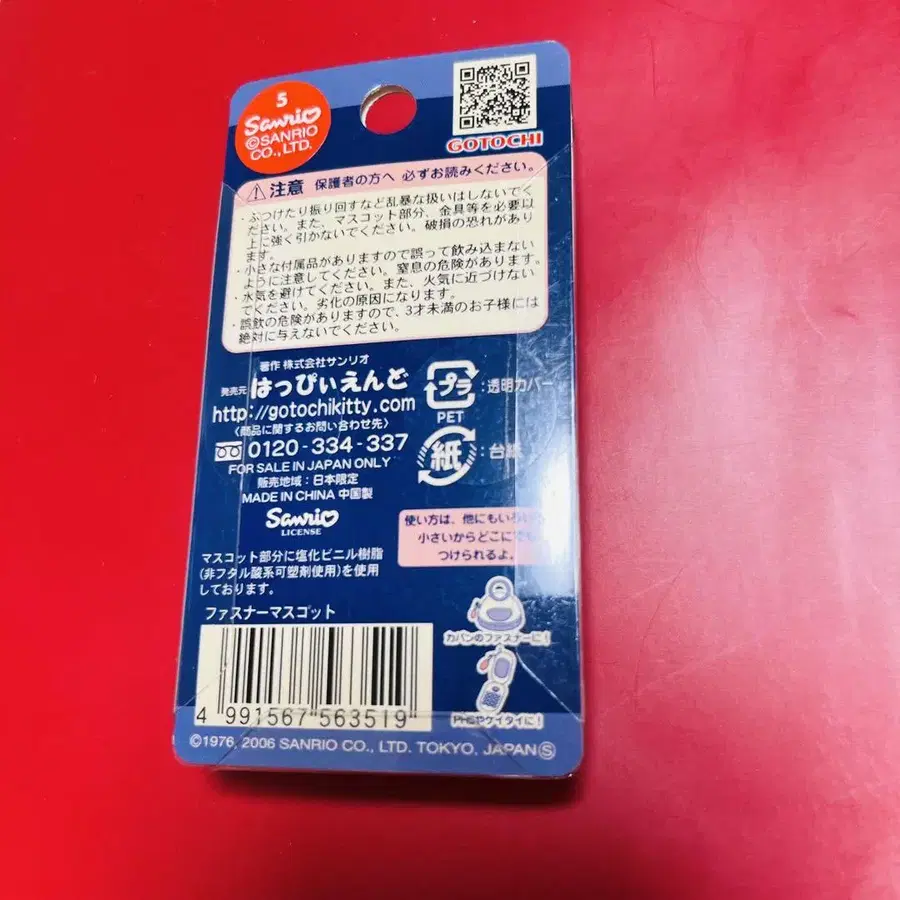 5
Sanrio
©SANRIO
CO., LTD.
GOTOCHI
注意 保護者の方へ 必ずお読みください。
・ぶつけたり振り回すなど乱暴な扱いはしないでく
ださい。また、マスコット部分、金具等を必要以
上に強く引かないでください。破損の恐れがあり
ます。
・小さな付属品がありますので誤って飲み込まない
ように注意してください。窒息の危険があります。
・水気を避けてください。また、火気に近づけない
でください。劣化の原因になります。
・誤飲の危険がありますので、3才未満のお子様には
絶対に与えないでください。
著作 株式会社サンリオ
発売元 はっぴぃえんど
http://gotochikitty.com
〈商品に関するお問い合わせ先〉
0120-334-337
FOR SALE IN JAPAN ONLY
販売地域：日本限定
MADE IN CHINA 中国製
Sanrio
LICENSE
プラ：透明カバー
PET
紙：台紙
使い方は、他にもいろいろ
小さいからどこにでも
つけられるよ。
マスコット部分に塩化ビニル樹脂
(非フタル酸系可塑剤使用)を使用
しております。
ファスナーマスコット
カバンのファスナーに！
PHSやケイタイに！
4 991567 563519
©1976, 2006 SANRIO CO., LTD. TOKYO, JAPAN Ⓢ